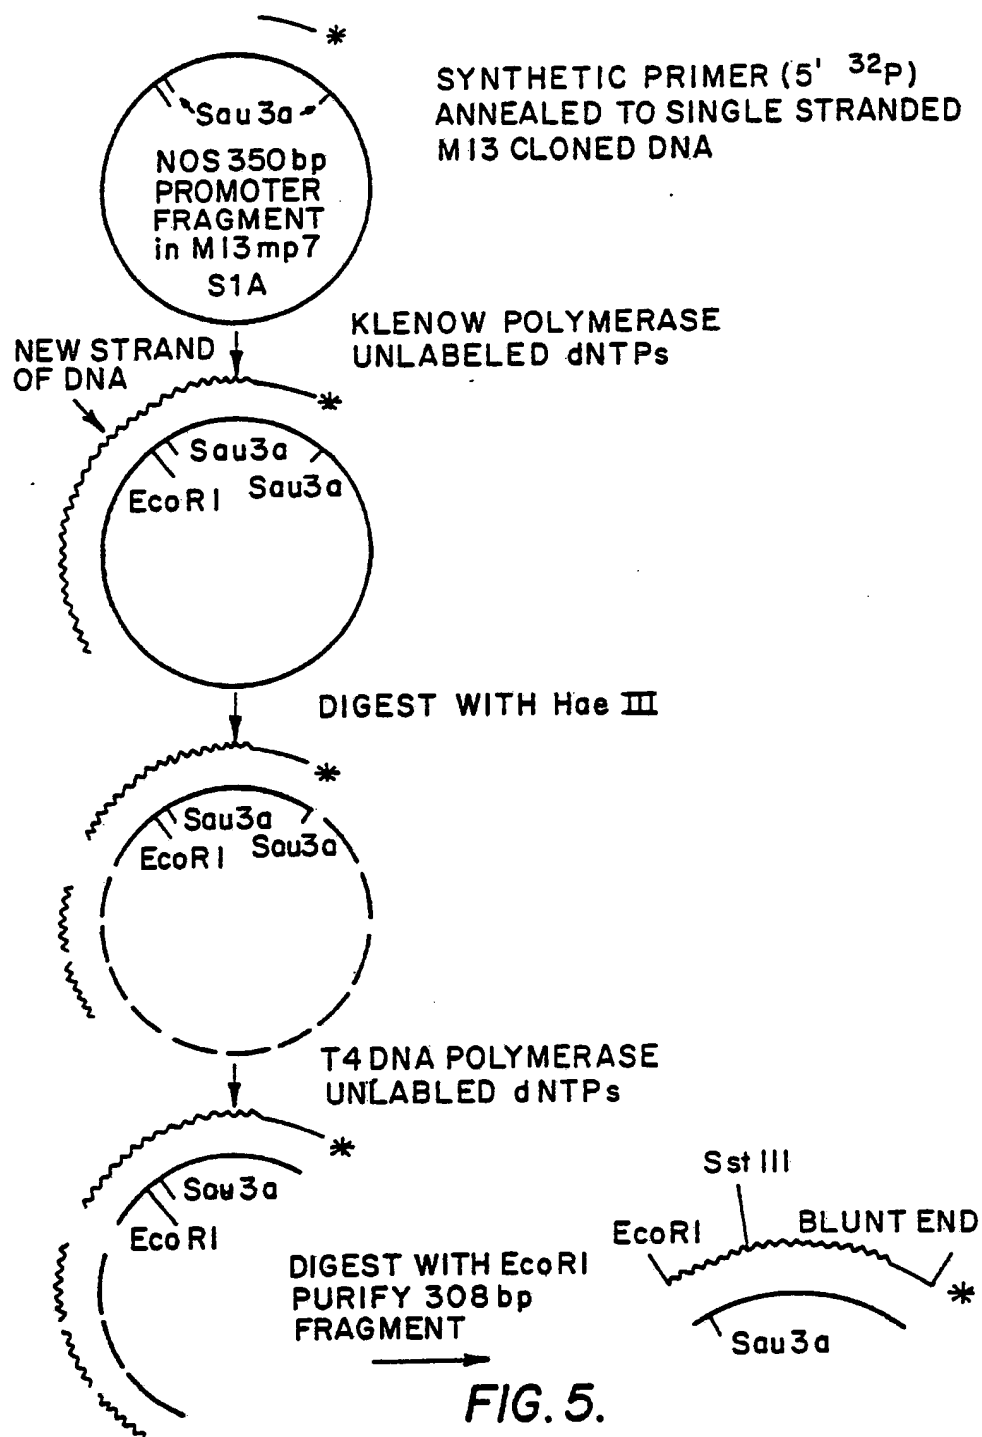 *
SYNTHETIC PRIMER (5' 32P)
ANNEALED TO SINGLE STRANDED
M13 CLONED DNA
Sau3a
NOS 350bp
PROMOTER
FRAGMENT
in M13mp7
S1A
KLENOW POLYMERASE
UNLABELED dNTPs
NEW STRAND
OF DNA
*
Sau3a
EcoRI Sau3a
DIGEST WITH Hae III
*
Sau3a
EcoRI Sau3a
T4 DNA POLYMERASE
UNLABLED dNTPs
*
Sau3a
EcoRI
DIGEST WITH EcoRI
PURIFY 308bp
FRAGMENT
Sst III
EcoRI BLUNT END
*
Sau3a
FIG. 5.